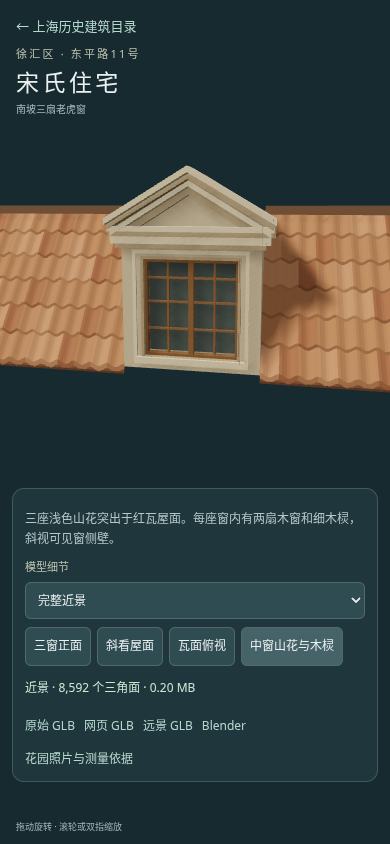 ← 上海历史建筑目录
徐汇区 · 东平路11号
宋氏住宅
南坡三扇老虎窗
三座浅色山花突出于红瓦屋面。每座窗内有两扇木窗和细木棂，
斜视可见窗侧壁。
模型细节
完整近景
三窗正面 斜看屋面 瓦面俯视 中窗山花与木棂
近景 · 8,592 个三角面 · 0.20 MB
原始 GLB 网页 GLB 远景 GLB Blender
花园照片与测量依据
拖动旋转 · 滚轮或双指缩放